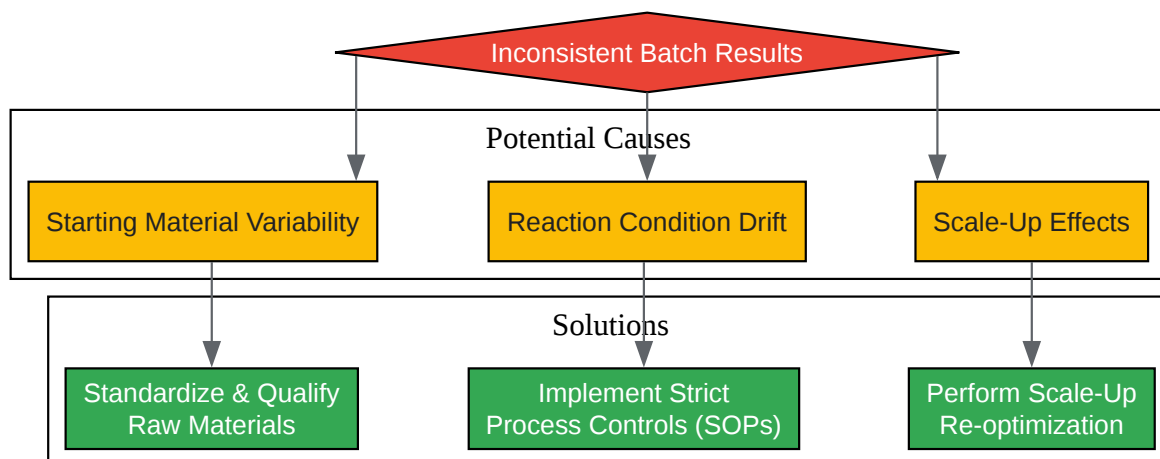 Inconsistent Batch Results
Potential Causes
Starting Material Variability
Reaction Condition Drift
Scale-Up Effects
Solutions
Standardize & Qualify
Raw Materials
Implement Strict
Process Controls (SOPs)
Perform Scale-Up
Re-optimization